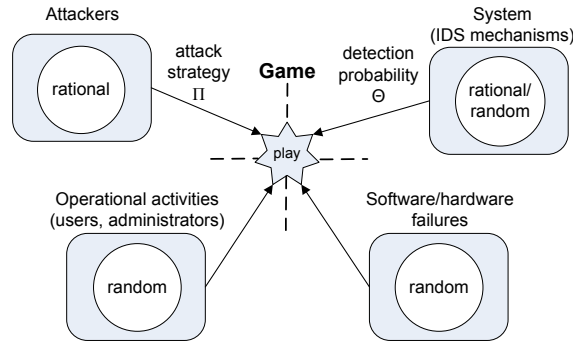 Attackers
rational
attack
strategy
Π
Game
detection
probability
Θ
System
(IDS mechanisms)
rational/
random
play
Operational activities
(users, administrators)
random
Software/hardware
failures
random